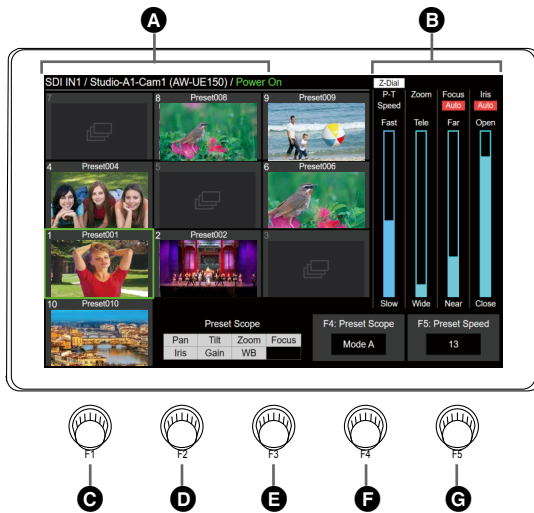 A
B
SDI IN1 / Studio-A1-Cam1 (AW-UE150) / Power On
Z-Dial
7
8 Preset008
9 Preset009
P-T Speed
Zoom
Focus
Auto
Iris
Auto
Fast
Tele
Far
Open
4 Preset004
5
6 Preset006
1 Preset001
2 Preset002
3
Slow
Wide
Near
Close
10 Preset010
Preset Scope
Pan Tilt Zoom Focus
Iris Gain WB
F4: Preset Scope
Mode A
F5: Preset Speed
13
F1
F2
F3
F4
F5
C
D
E
F
G